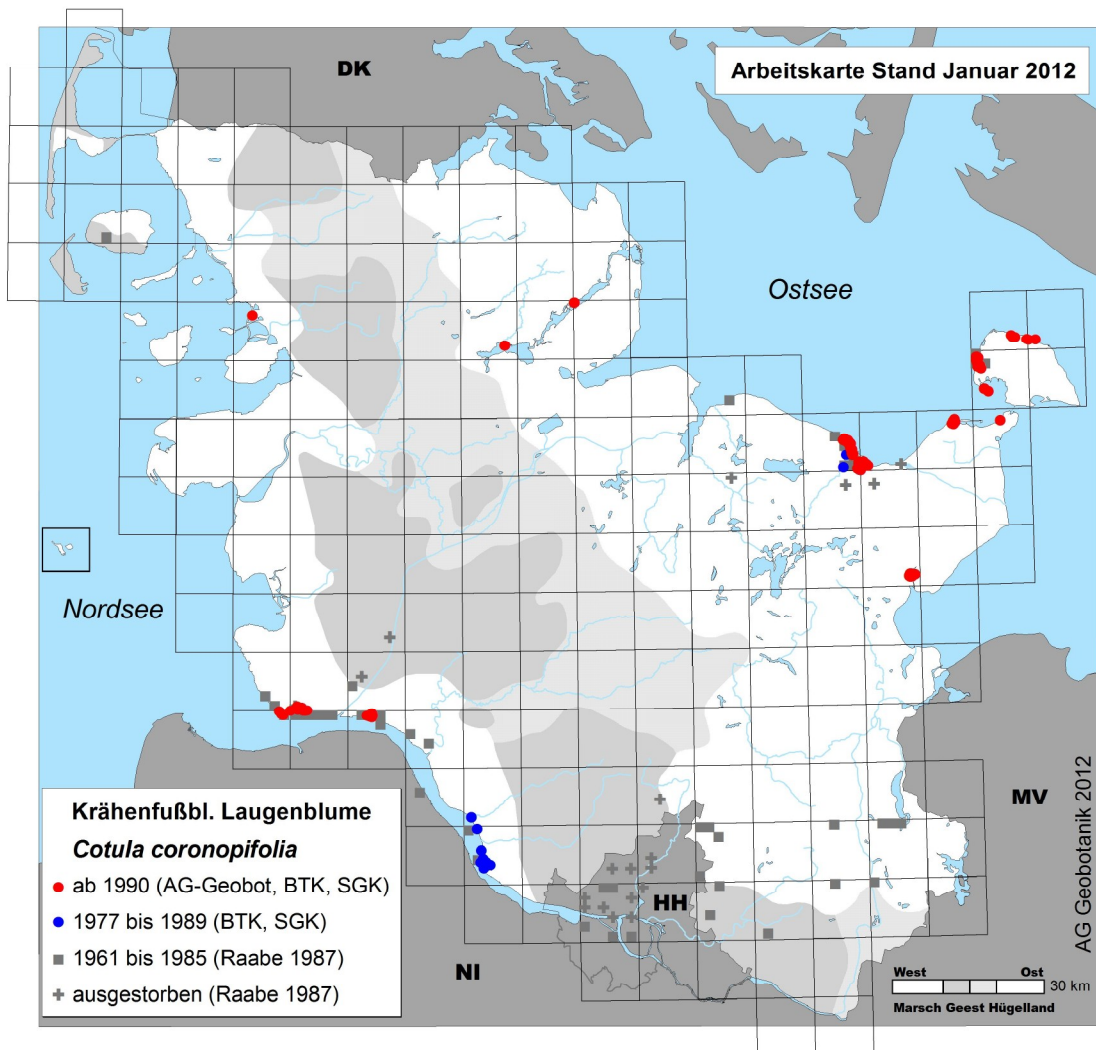 DK
Arbeitskarte Stand Januar 2012
Ostsee
Nordsee
Krähenfußbl. Laugenblume
Cotula coronopifolia
ab 1990 (AG-Geobot, BTK, SGK)
1977 bis 1989 (BTK, SGK)
1961 bis 1985 (Raabe 1987)
ausgestorben (Raabe 1987)
NI
HH
MV
AG Geobotanik 2012
West Ost
30 km
Marsch Geest Hügelland